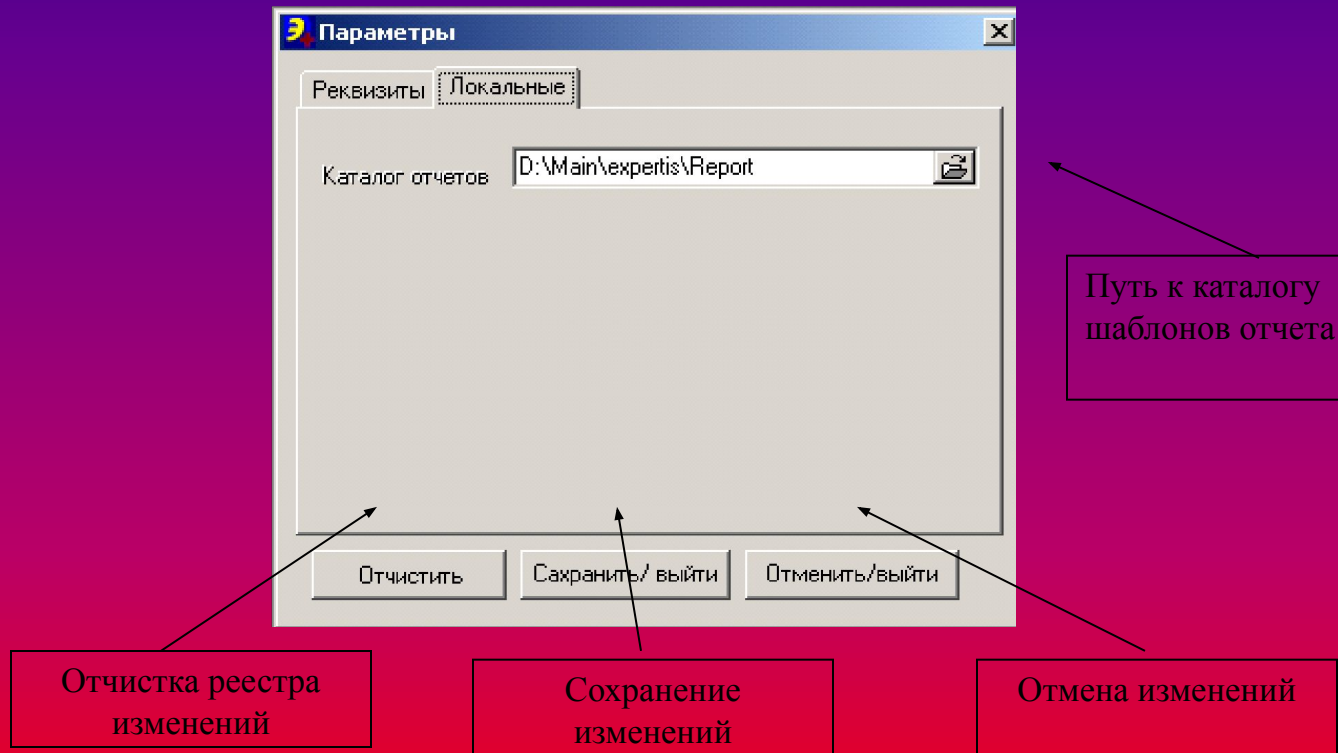 Параметры
Реквизиты Локальные
Каталог отчетов D:\Main\expertis\Report
Путь к каталогу
шаблонов отчета
Отчистить Сахранить/ выйти Отменить/выйти
Отчистка реестра
изменений
Сохранение
изменений
Отмена изменений